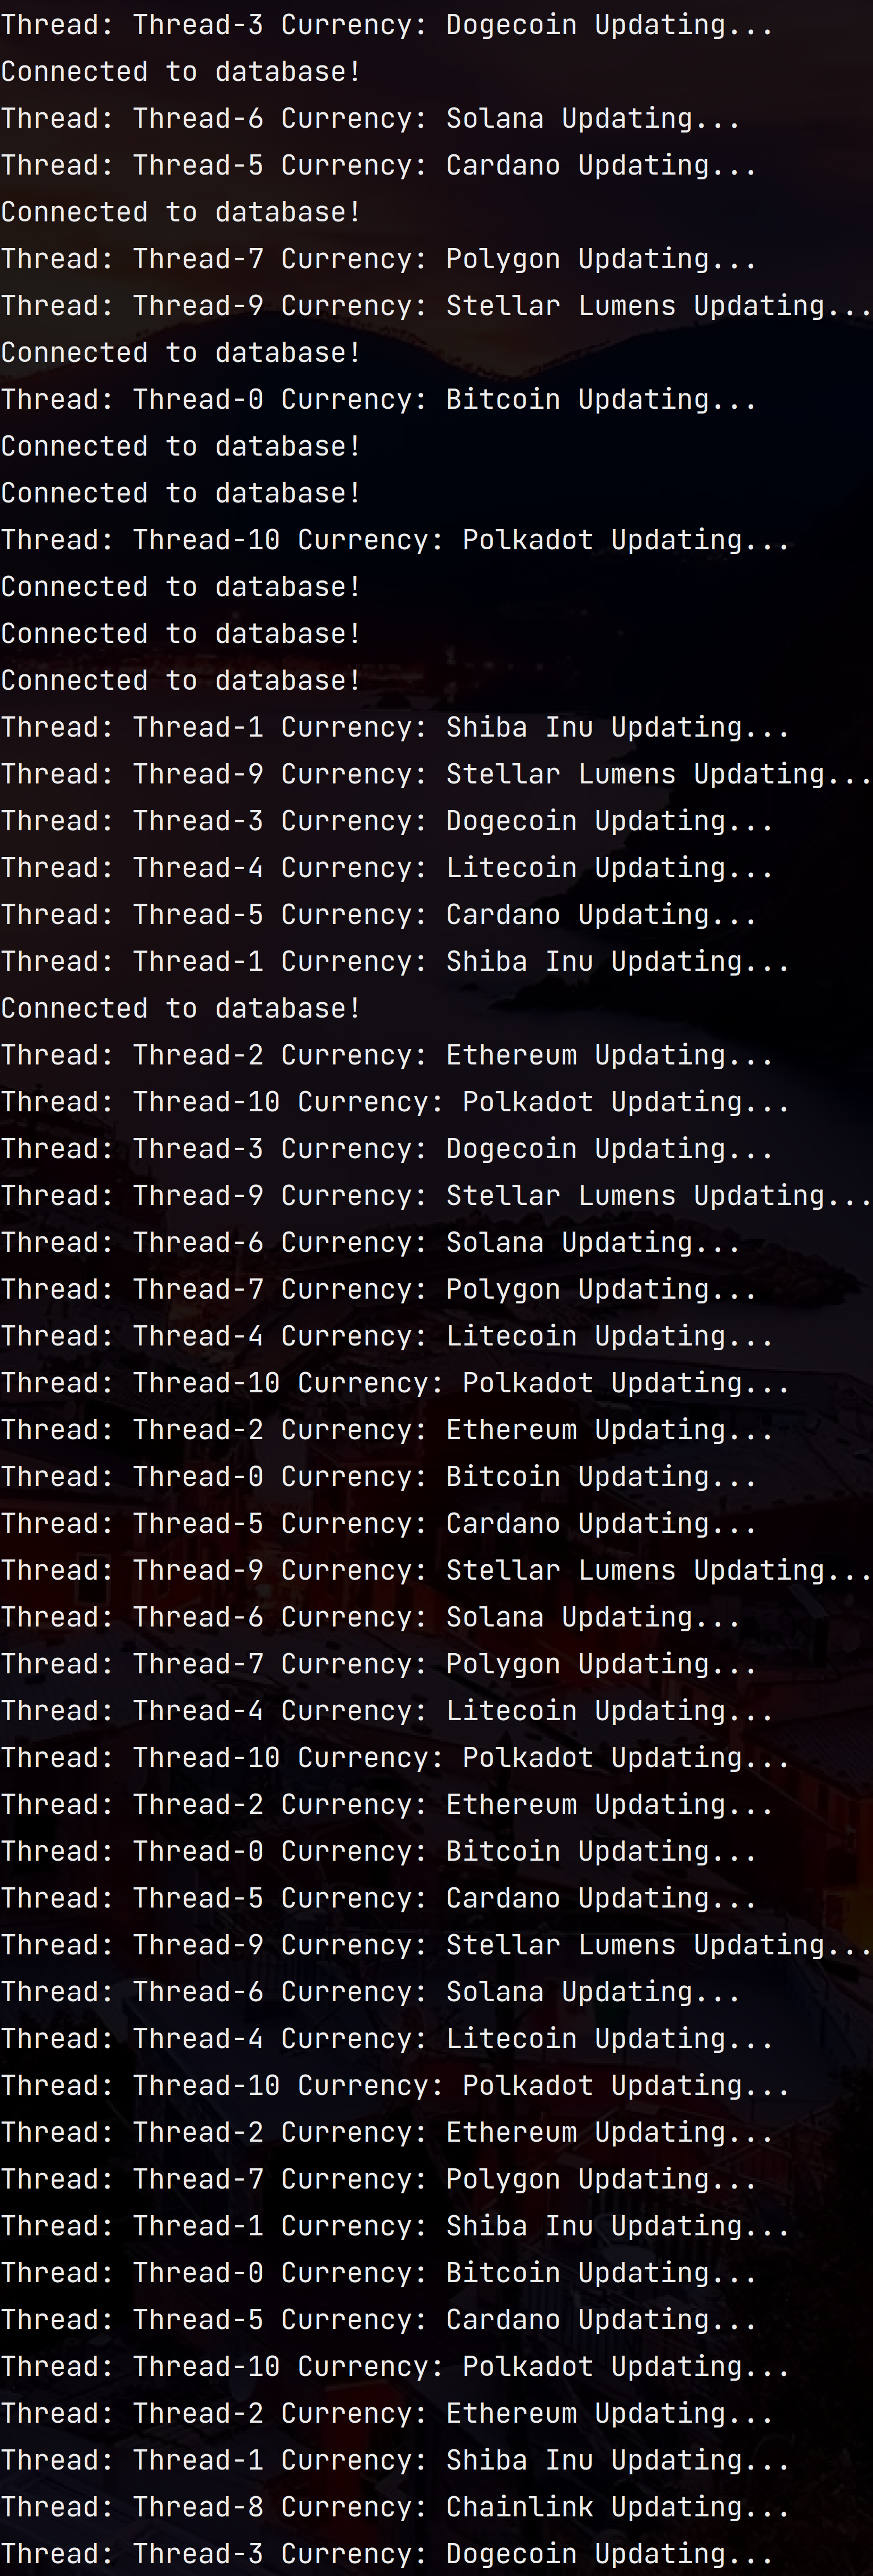 Thread: Thread-3 Currency: Dogecoin Updating...
Connected to database!
Thread: Thread-6 Currency: Solana Updating...
Thread: Thread-5 Currency: Cardano Updating...
Connected to database!
Thread: Thread-7 Currency: Polygon Updating...
Thread: Thread-9 Currency: Stellar Lumens Updating...
Connected to database!
Thread: Thread-0 Currency: Bitcoin Updating...
Connected to database!
Connected to database!
Thread: Thread-10 Currency: Polkadot Updating...
Connected to database!
Connected to database!
Connected to database!
Thread: Thread-1 Currency: Shiba Inu Updating...
Thread: Thread-9 Currency: Stellar Lumens Updating...
Thread: Thread-3 Currency: Dogecoin Updating...
Thread: Thread-4 Currency: Litecoin Updating...
Thread: Thread-5 Currency: Cardano Updating...
Thread: Thread-1 Currency: Shiba Inu Updating...
Connected to database!
Thread: Thread-2 Currency: Ethereum Updating...
Thread: Thread-10 Currency: Polkadot Updating...
Thread: Thread-3 Currency: Dogecoin Updating...
Thread: Thread-9 Currency: Stellar Lumens Updating...
Thread: Thread-6 Currency: Solana Updating...
Thread: Thread-7 Currency: Polygon Updating...
Thread: Thread-4 Currency: Litecoin Updating...
Thread: Thread-10 Currency: Polkadot Updating...
Thread: Thread-2 Currency: Ethereum Updating...
Thread: Thread-0 Currency: Bitcoin Updating...
Thread: Thread-5 Currency: Cardano Updating...
Thread: Thread-9 Currency: Stellar Lumens Updating...
Thread: Thread-6 Currency: Solana Updating...
Thread: Thread-7 Currency: Polygon Updating...
Thread: Thread-4 Currency: Litecoin Updating...
Thread: Thread-10 Currency: Polkadot Updating...
Thread: Thread-2 Currency: Ethereum Updating...
Thread: Thread-0 Currency: Bitcoin Updating...
Thread: Thread-5 Currency: Cardano Updating...
Thread: Thread-9 Currency: Stellar Lumens Updating...
Thread: Thread-6 Currency: Solana Updating...
Thread: Thread-4 Currency: Litecoin Updating...
Thread: Thread-10 Currency: Polkadot Updating...
Thread: Thread-2 Currency: Ethereum Updating...
Thread: Thread-7 Currency: Polygon Updating...
Thread: Thread-1 Currency: Shiba Inu Updating...
Thread: Thread-0 Currency: Bitcoin Updating...
Thread: Thread-5 Currency: Cardano Updating...
Thread: Thread-10 Currency: Polkadot Updating...
Thread: Thread-2 Currency: Ethereum Updating...
Thread: Thread-1 Currency: Shiba Inu Updating...
Thread: Thread-8 Currency: Chainlink Updating...
Thread: Thread-3 Currency: Dogecoin Updating...